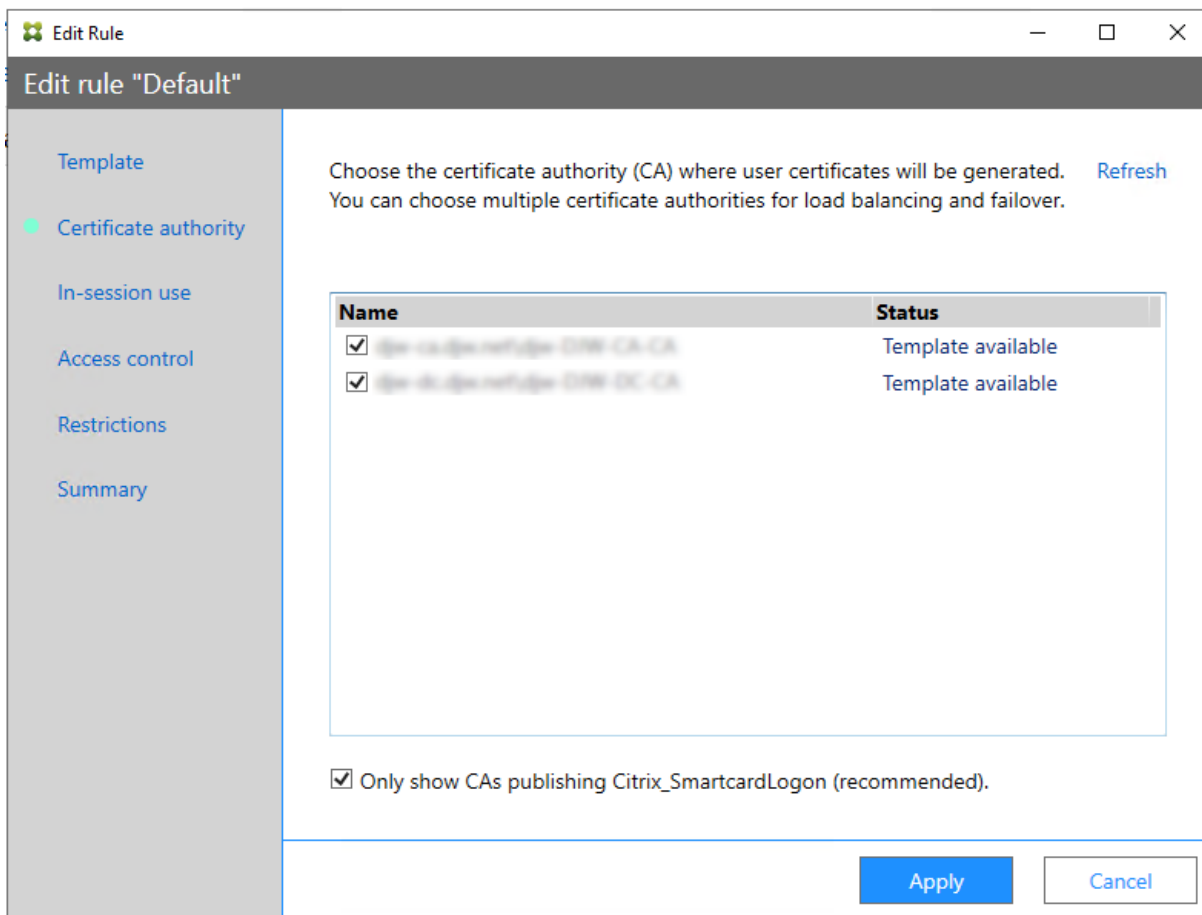 Edit Rule
Edit rule "Default"
Template
Certificate authority
In-session use
Access control
Restrictions
Summary
Choose the certificate authority (CA) where user certificates will be generated.
Refresh
You can choose multiple certificate authorities for load balancing and failover.
Name Status
Template available
Template available
Only show CAs publishing Citrix_SmartcardLogon (recommended).
Apply Cancel